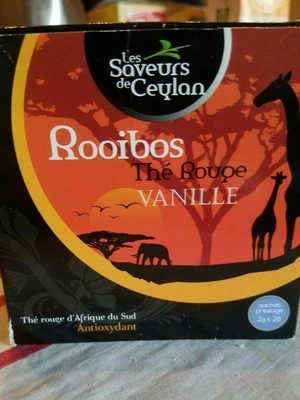 Les
Saveurs
de Ceylan
Rooibos
Thé Rouge
VANILLE
Thé rouge d'Afrique du Sud
Antioxydant
sachet
prestige
2g x 20